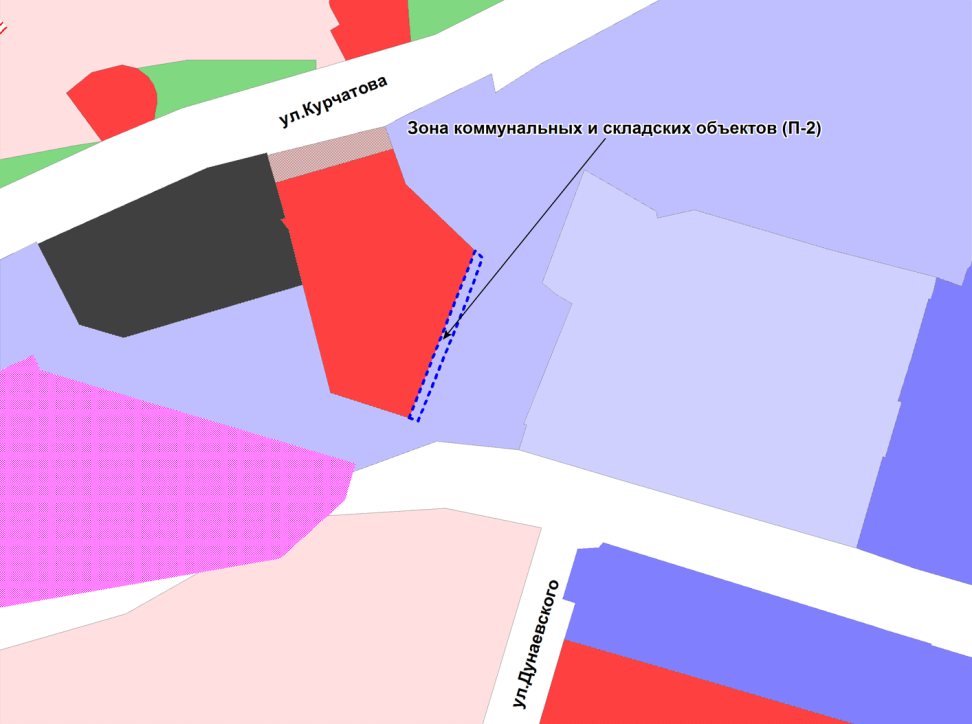 ул.Курчатова
Зона коммунальных и складских объектов (П-2)
ул.Дунаевского